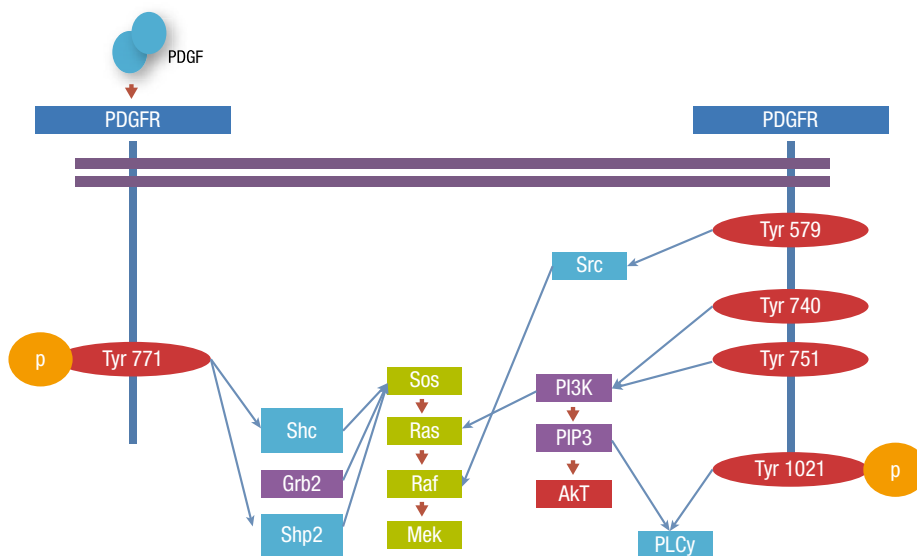 PDGF
PDGFR
PDGFR
Tyr 579
Src
Tyr 740
p
Tyr 771
Tyr 751
Sos
PI3K
Shc
Ras
PIP3
Tyr 1021
p
Grb2
Raf
AkT
Shp2
Mek
PLCy